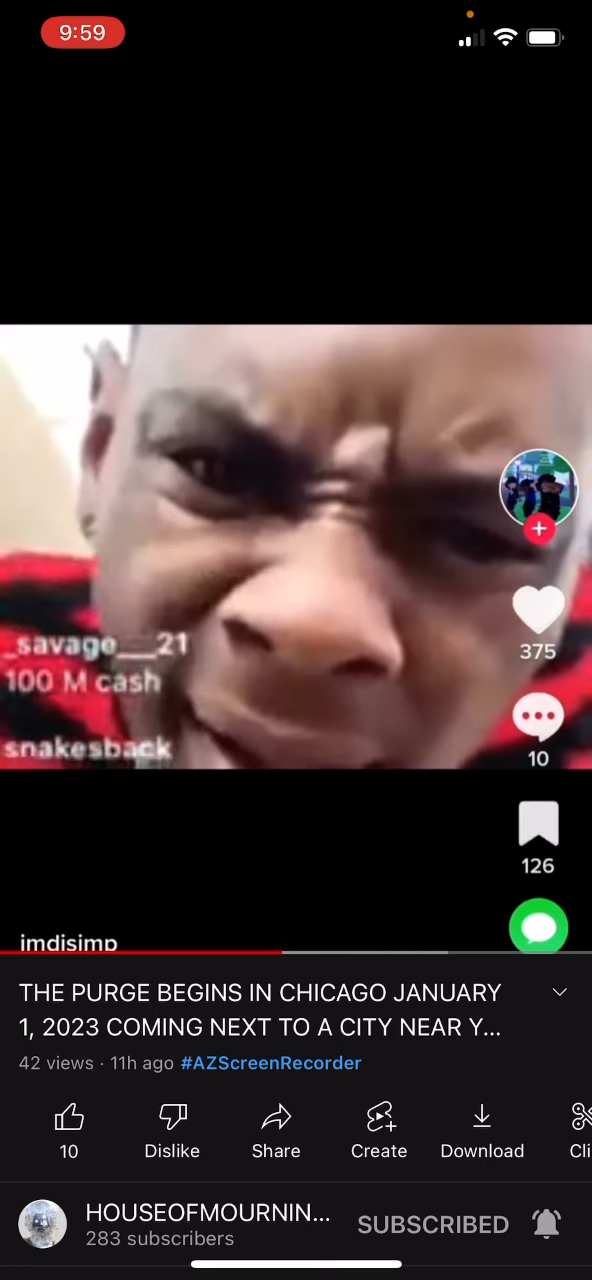 9:59
_savage___21
100 M cash
snakesback
375
10
126
imdisimp
THE PURGE BEGINS IN CHICAGO JANUARY
1, 2023 COMING NEXT TO A CITY NEAR Y...
42 views · 11h ago #AZScreenRecorder
10
Dislike
Share
Create
Download
Cli
HOUSEOFMOURNIN...
283 subscribers
SUBSCRIBED